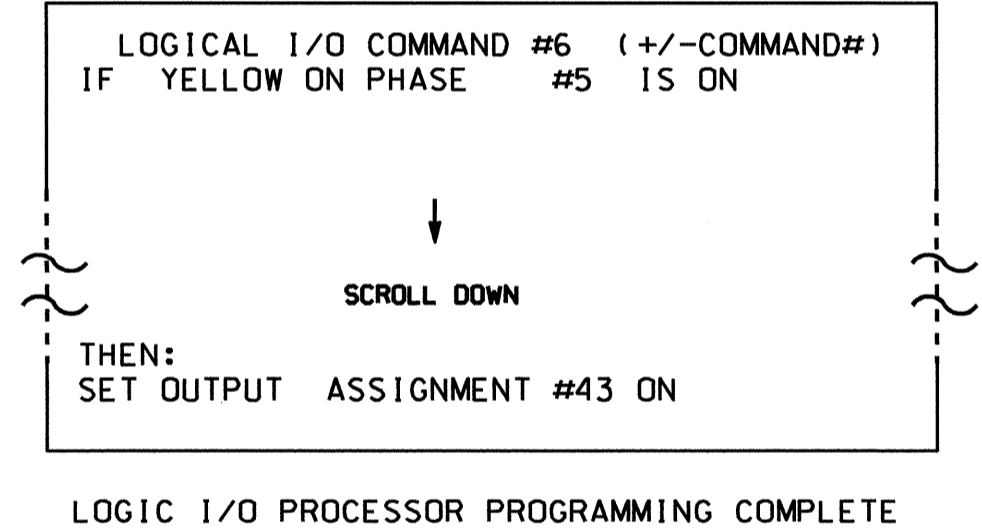 LOGICAL I/O COMMAND #6 (+/-COMMAND#)
IF YELLOW ON PHASE #5 IS ON
SCROLL DOWN
THEN:
SET OUTPUT ASSIGNMENT #43 ON
LOGIC I/O PROCESSOR PROGRAMMING COMPLETE